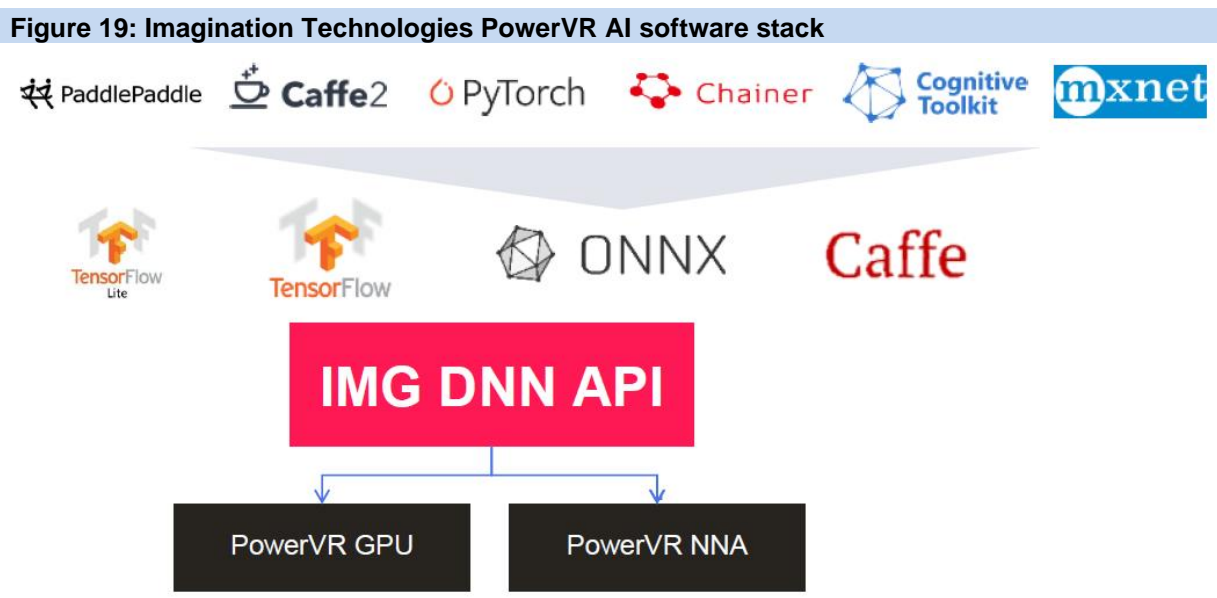 Figure 19: Imagination Technologies PowerVR AI software stack
PaddlePaddle Caffe2 PyTorch Chainer Cognitive Toolkit mxnet
TensorFlow Lite TensorFlow ONNX Caffe
IMG DNN API
PowerVR GPU PowerVR NNA